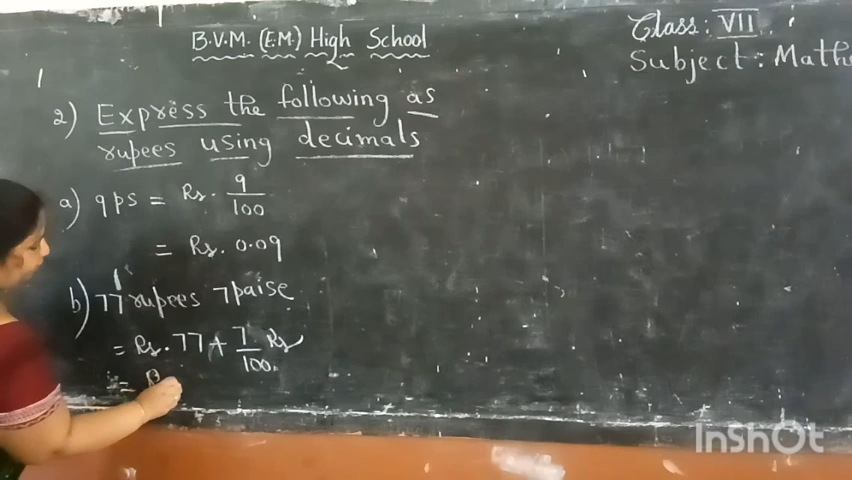 B.V.M. (E.M.) High School
Class : VII
Subject : Maths
2) Express the following as
rupees using decimals
a) 9 ps = Rs. 9/100
= Rs. 0.09
b) 77 rupees 7 paise
= Rs. 77 + 7/100 Rs
=
InShOt